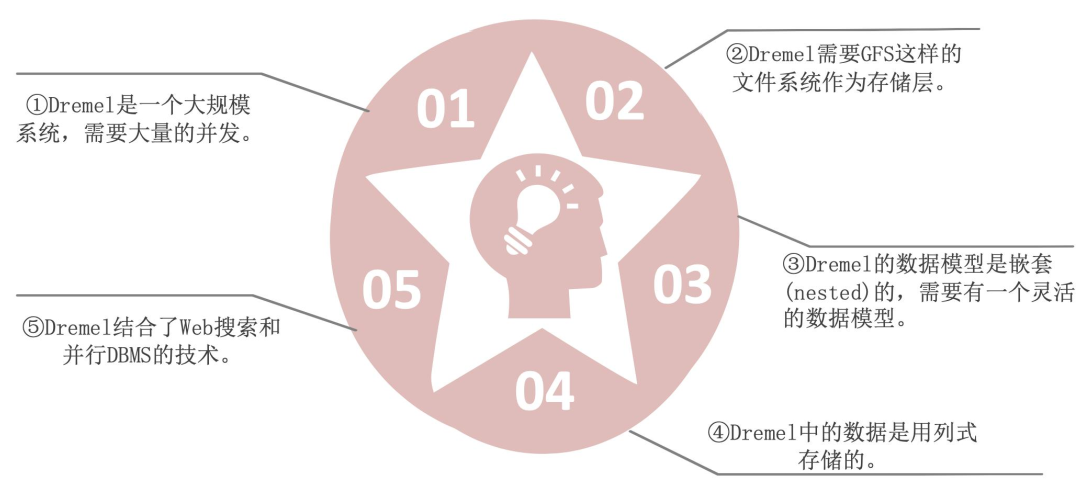 01
①Dremel是一个大规模
系统，需要大量的并发。
02
②Dremel需要GFS这样的
文件系统作为存储层。
03
③Dremel的数据模型是嵌套
(nested)的，需要有一个灵活
的数据模型。
04
④Dremel中的数据是用列式
存储的。
05
⑤Dremel结合了Web搜索和
并行DBMS的技术。